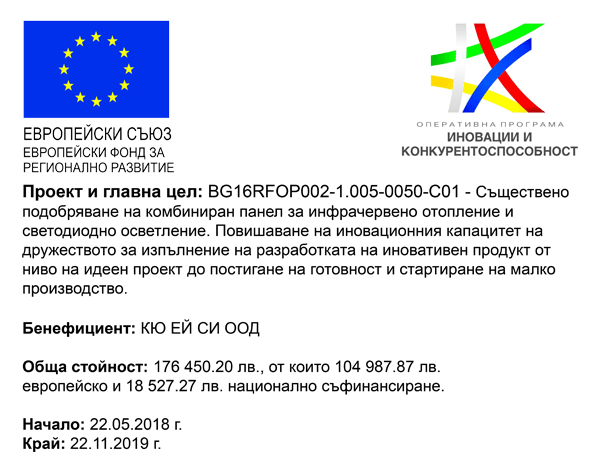 ЕВРОПЕЙСКИ СЪЮЗ
ЕВРОПЕЙСКИ ФОНД ЗА
РЕГИОНАЛНО РАЗВИТИЕ
ОПЕРАТИВНА ПРОГРАМА
ИНОВАЦИИ И
КОНКУРЕНТОСПОСОБНОСТ
Проект и главна цел: BG16RFOP002-1.005-0050-C01 - Съществено
подобряване на комбиниран панел за инфрачервено отопление и
светодиодно осветление. Повишаване на иновационния капацитет на
дружеството за изпълнение на разработката на иновативен продукт от
ниво на идеен проект до постигане на готовност и стартиране на малко
производство.
Бенефициент: КЮ ЕЙ СИ ООД
Обща стойност: 176 450.20 лв., от които 104 987.87 лв.
европейско и 18 527.27 лв. национално съфинансиране.
Начало: 22.05.2018 г.
Край: 22.11.2019 г.